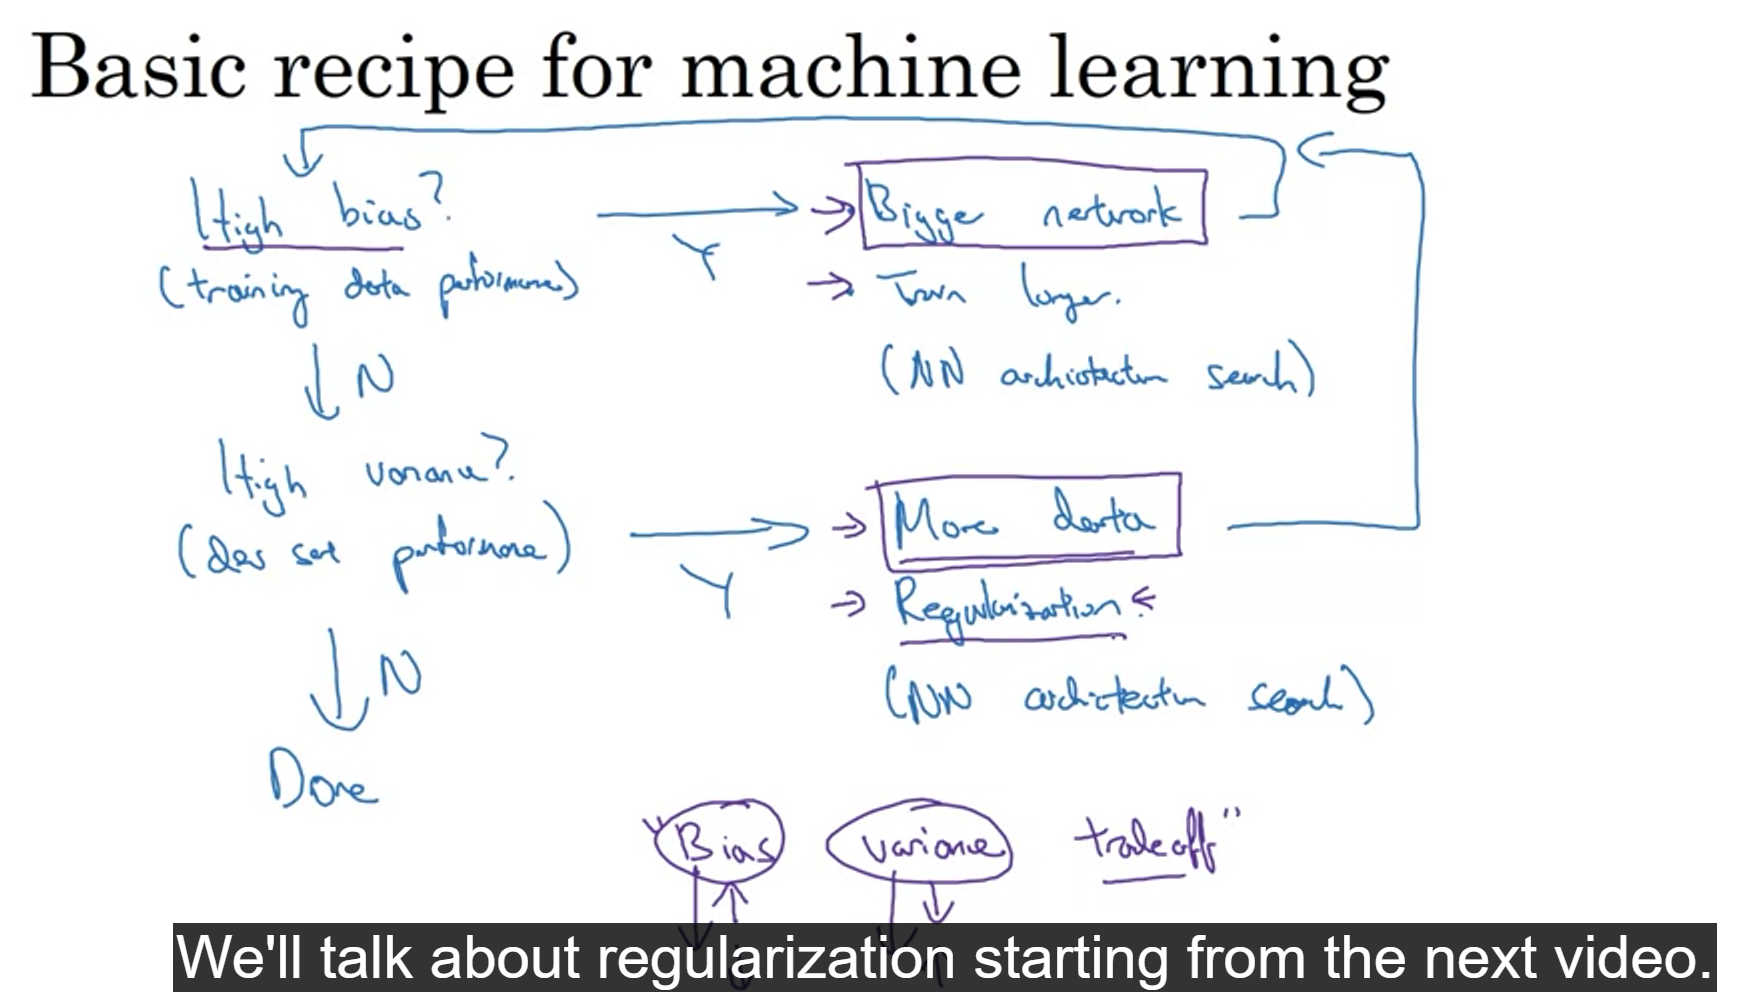 Basic recipe for machine learning
High bias?
Y
Bigge network
(training data performance)
Train longer.
N
(NN architecture search)
High variance?
(dev set performance)
Y
More data
Regularization
N
(NN architecture search)
Done
"Bias variance tradeoff"
We'll talk about regularization starting from the next video.